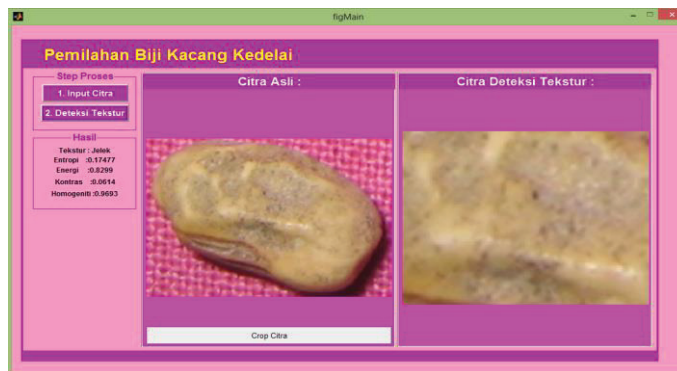 figMain
Pemilahan Biji Kacang Kedelai
Step Proses
1. Input Citra
2. Deteksi Tekstur
Hasil
Tekstur : Jelek
Entropi :0.17477
Energi :0.8299
Kontras :0.0614
Homogeniti :0.9693
Citra Asli :
Crop Citra
Citra Deteksi Tekstur :